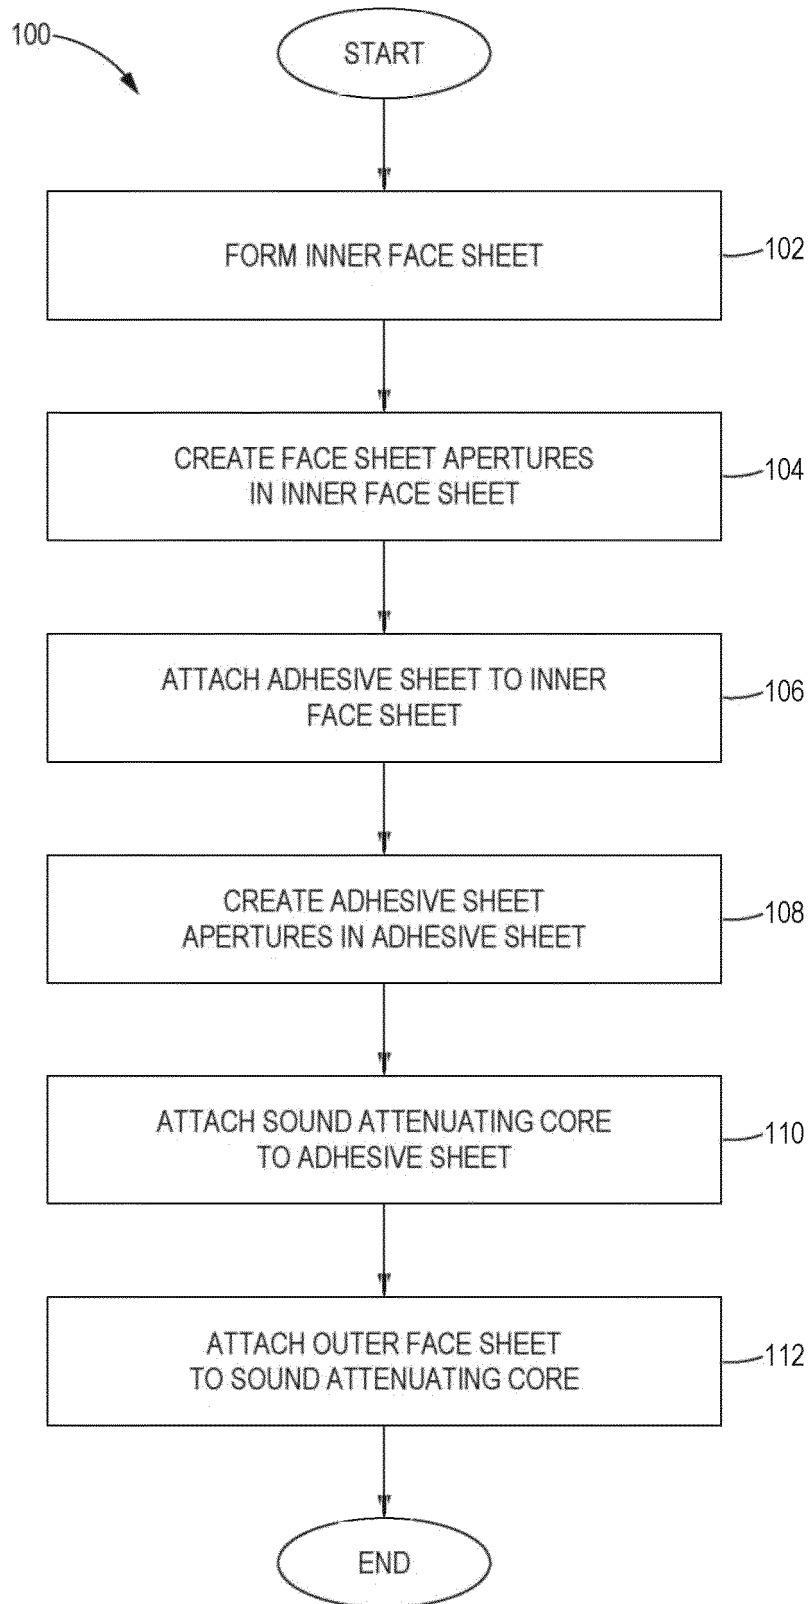 100
START
FORM INNER FACE SHEET
102
CREATE FACE SHEET APERTURES
IN INNER FACE SHEET
104
ATTACH ADHESIVE SHEET TO INNER
FACE SHEET
106
CREATE ADHESIVE SHEET
APERTURES IN ADHESIVE SHEET
108
ATTACH SOUND ATTENUATING CORE
TO ADHESIVE SHEET
110
ATTACH OUTER FACE SHEET
TO SOUND ATTENUATING CORE
112
END